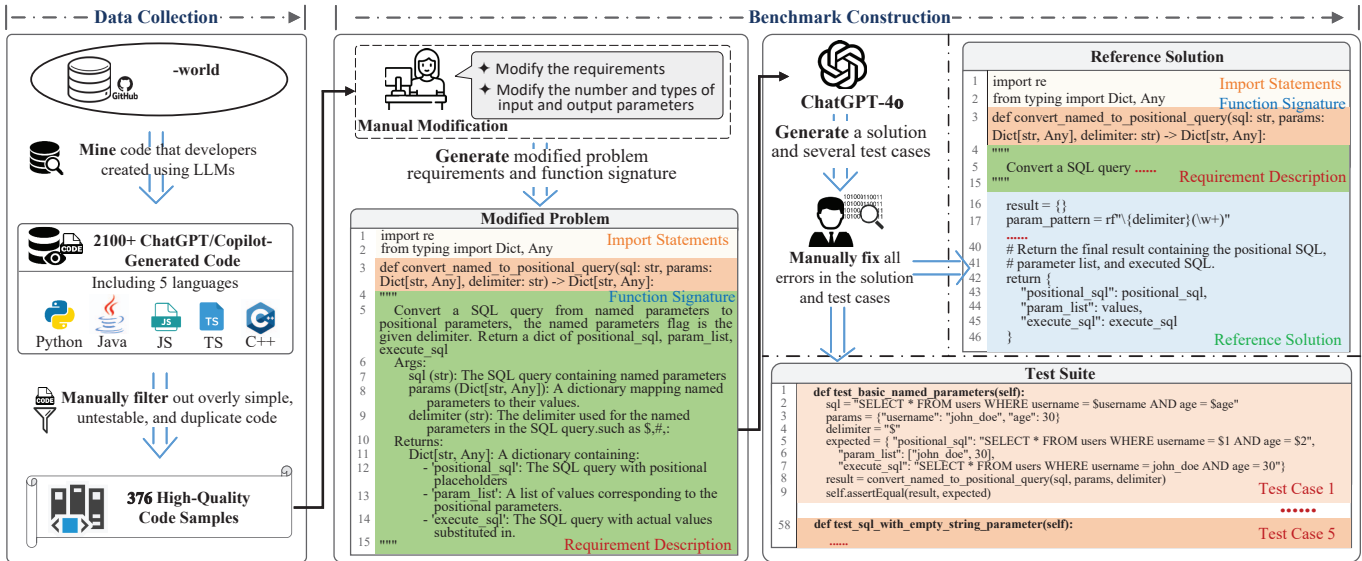 Data Collection
Benchmark Construction
-world
GitHub
Mine code that developers
created using LLMs
CODE
2100+ ChatGPT/Copilot-
Generated Code
Including 5 languages:
JS
TS
Python
Java
JS
TS
C++
CODE
Manually filter out overly simple,
untestable, and duplicate code
376 High-Quality
Code Samples
✦ Modify the requirements
✦ Modify the number and types of
input and output parameters
Manual Modification
Generate modified problem
requirements and function signature
Modified Problem
1 import re
2 from typing import Dict, Any
Import Statements
3 def convert_named_to_positional_query(sql: str, params:
Dict[str, Any], delimiter: str) -> Dict[str, Any]:
4 """
Function Signature
5 Convert a SQL query from named parameters to
positional parameters, the named parameters flag is the
given delimiter. Return a dict of positional_sql, param_list,
execute_sql
6 Args:
7 sql (str): The SQL query containing named parameters
8 params (Dict[str, Any]): A dictionary mapping named
parameters to their values.
9 delimiter (str): The delimiter used for the named
parameters in the SQL query.such as $,#,:
10 Returns:
11 Dict[str, Any]: A dictionary containing:
12 - 'positional_sql': The SQL query with positional
placeholders
13 - 'param_list': A list of values corresponding to the
positional parameters.
14 - 'execute_sql': The SQL query with actual values
substituted in.
15 """
Requirement Description
ChatGPT-4o
Generate a solution
and several test cases
Manually fix all
errors in the solution
and test cases
Reference Solution
1 import re
Import Statements
2 from typing import Dict, Any
Function Signature
3 def convert_named_to_positional_query(sql: str, params:
Dict[str, Any], delimiter: str) -> Dict[str, Any]:
4 """
5 Convert a SQL query ......
15 """
Requirement Description
16 result = {}
17 param_pattern = rf"\{delimiter}(\w+)"
......
40 # Return the final result containing the positional SQL,
41 # parameter list, and executed SQL.
42 return {
43 "positional_sql": positional_sql,
44 "param_list": values,
45 "execute_sql": execute_sql
46 }
Reference Solution
Test Suite
1 def test_basic_named_parameters(self):
2 sql = "SELECT * FROM users WHERE username = $username AND age = $age"
3 params = {"username": "john_doe", "age": 30}
4 delimiter = "$"
5 expected = { "positional_sql": "SELECT * FROM users WHERE username = $1 AND age = $2",
6 "param_list": ["john_doe", 30],
7 "execute_sql": "SELECT * FROM users WHERE username = john_doe AND age = 30"}
8 result = convert_named_to_positional_query(sql, params, delimiter)
9 self.assertEqual(result, expected)
Test Case 1
......
58 def test_sql_with_empty_string_parameter(self):
......
Test Case 5